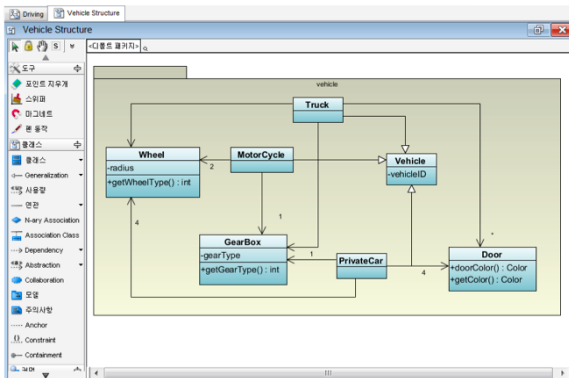 Driving
Vehicle Structure
Vehicle Structure
S
<디폴트 패키지>
도구
포인트 지우개
스위퍼
마그네트
펜 동작
클래스
클래스
Generalization
사용량
연관
N-ary Association
Association Class
Dependency
Abstraction
Collaboration
모델
주의사항
Anchor
Constraint
Containment
vehicle
Truck
Wheel
-radius
+getWheelType() : int
2
MotorCycle
Vehicle
-vehicleID
4
1
GearBox
-gearType
+getGearType() : int
1
PrivateCar
4
*
Door
+doorColor() : Color
+getColor() : Color